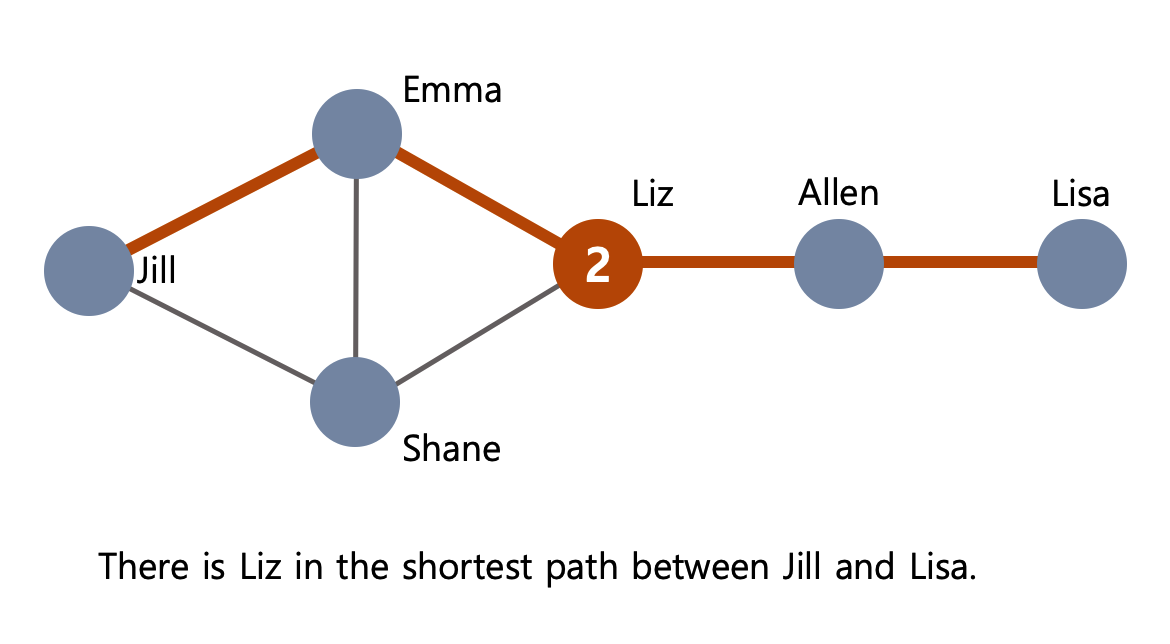 Emma
Liz
Allen
Lisa
2
Jill
Shane
There is Liz in the shortest path between Jill and Lisa.